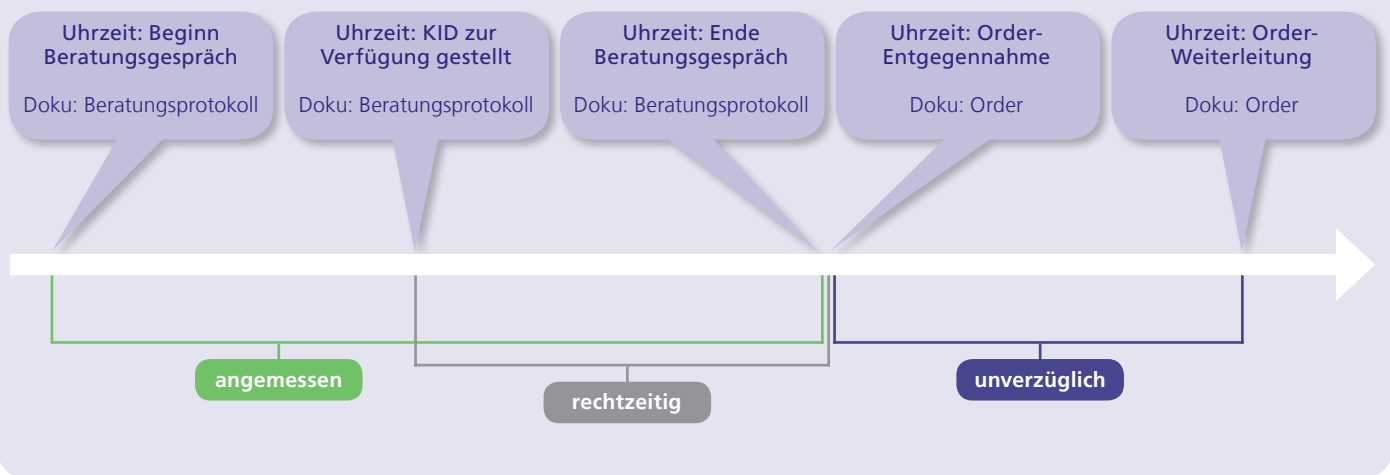 Uhrzeit: Beginn
Beratungsgespräch
Doku: Beratungsprotokoll
Uhrzeit: KID zur
Verfügung gestellt
Doku: Beratungsprotokoll
Uhrzeit: Ende
Beratungsgespräch
Doku: Beratungsprotokoll
Uhrzeit: Order-
Entgegennahme
Doku: Order
Uhrzeit: Order-
Weiterleitung
Doku: Order
angemessen
rechtzeitig
unverzüglich